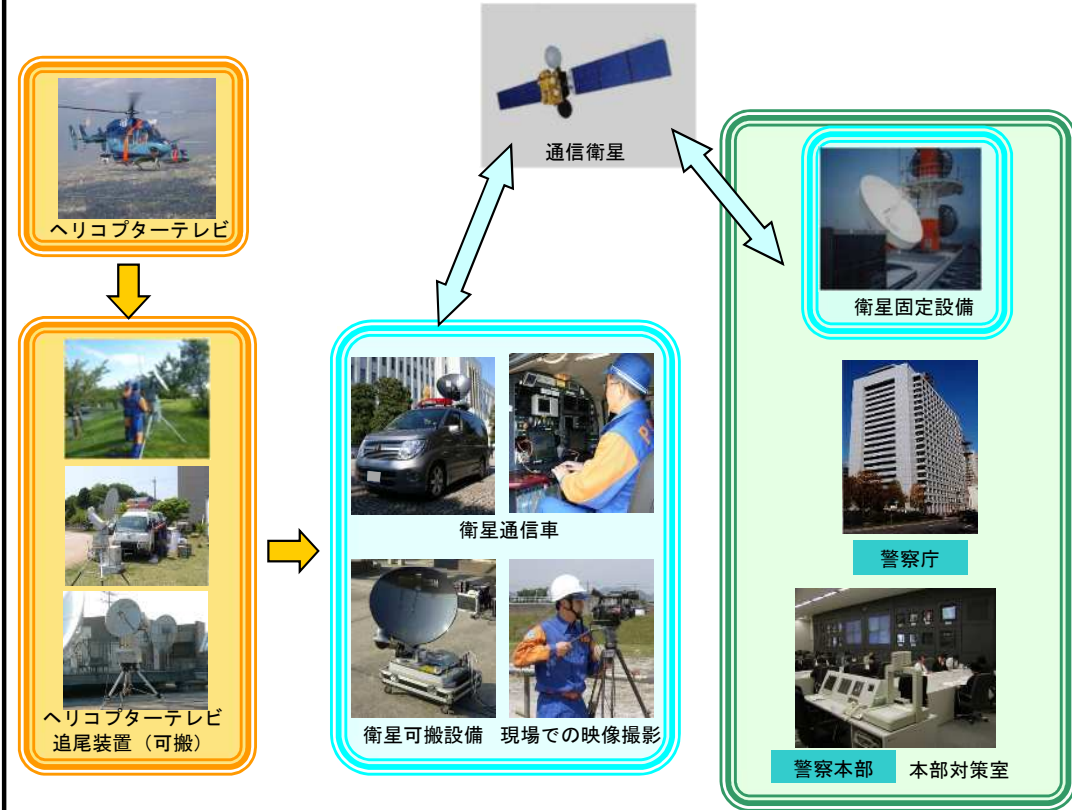 通信衛星
ヘリコプターテレビ
衛星固定設備
衛星通信車
警察庁
ヘリコプターテレビ
追尾装置（可搬）
衛星可搬設備
現場での映像撮影
警察本部
本部対策室